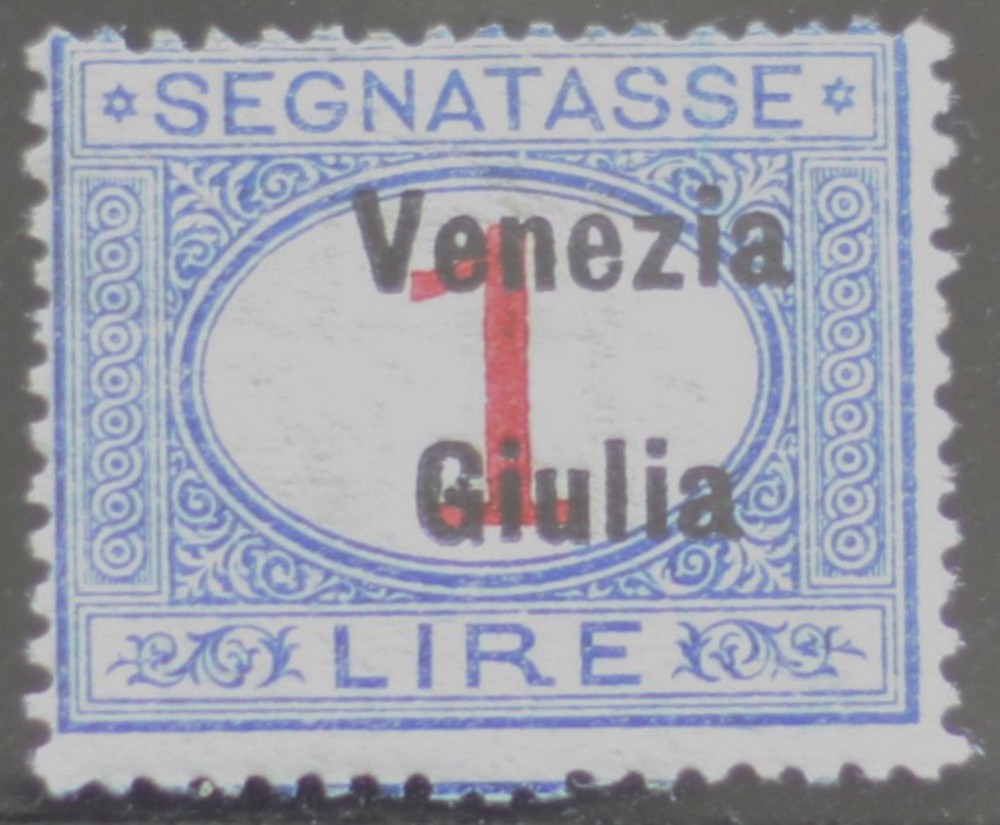 SEGNATASSE
Venezia
1
Giulia
LIRE